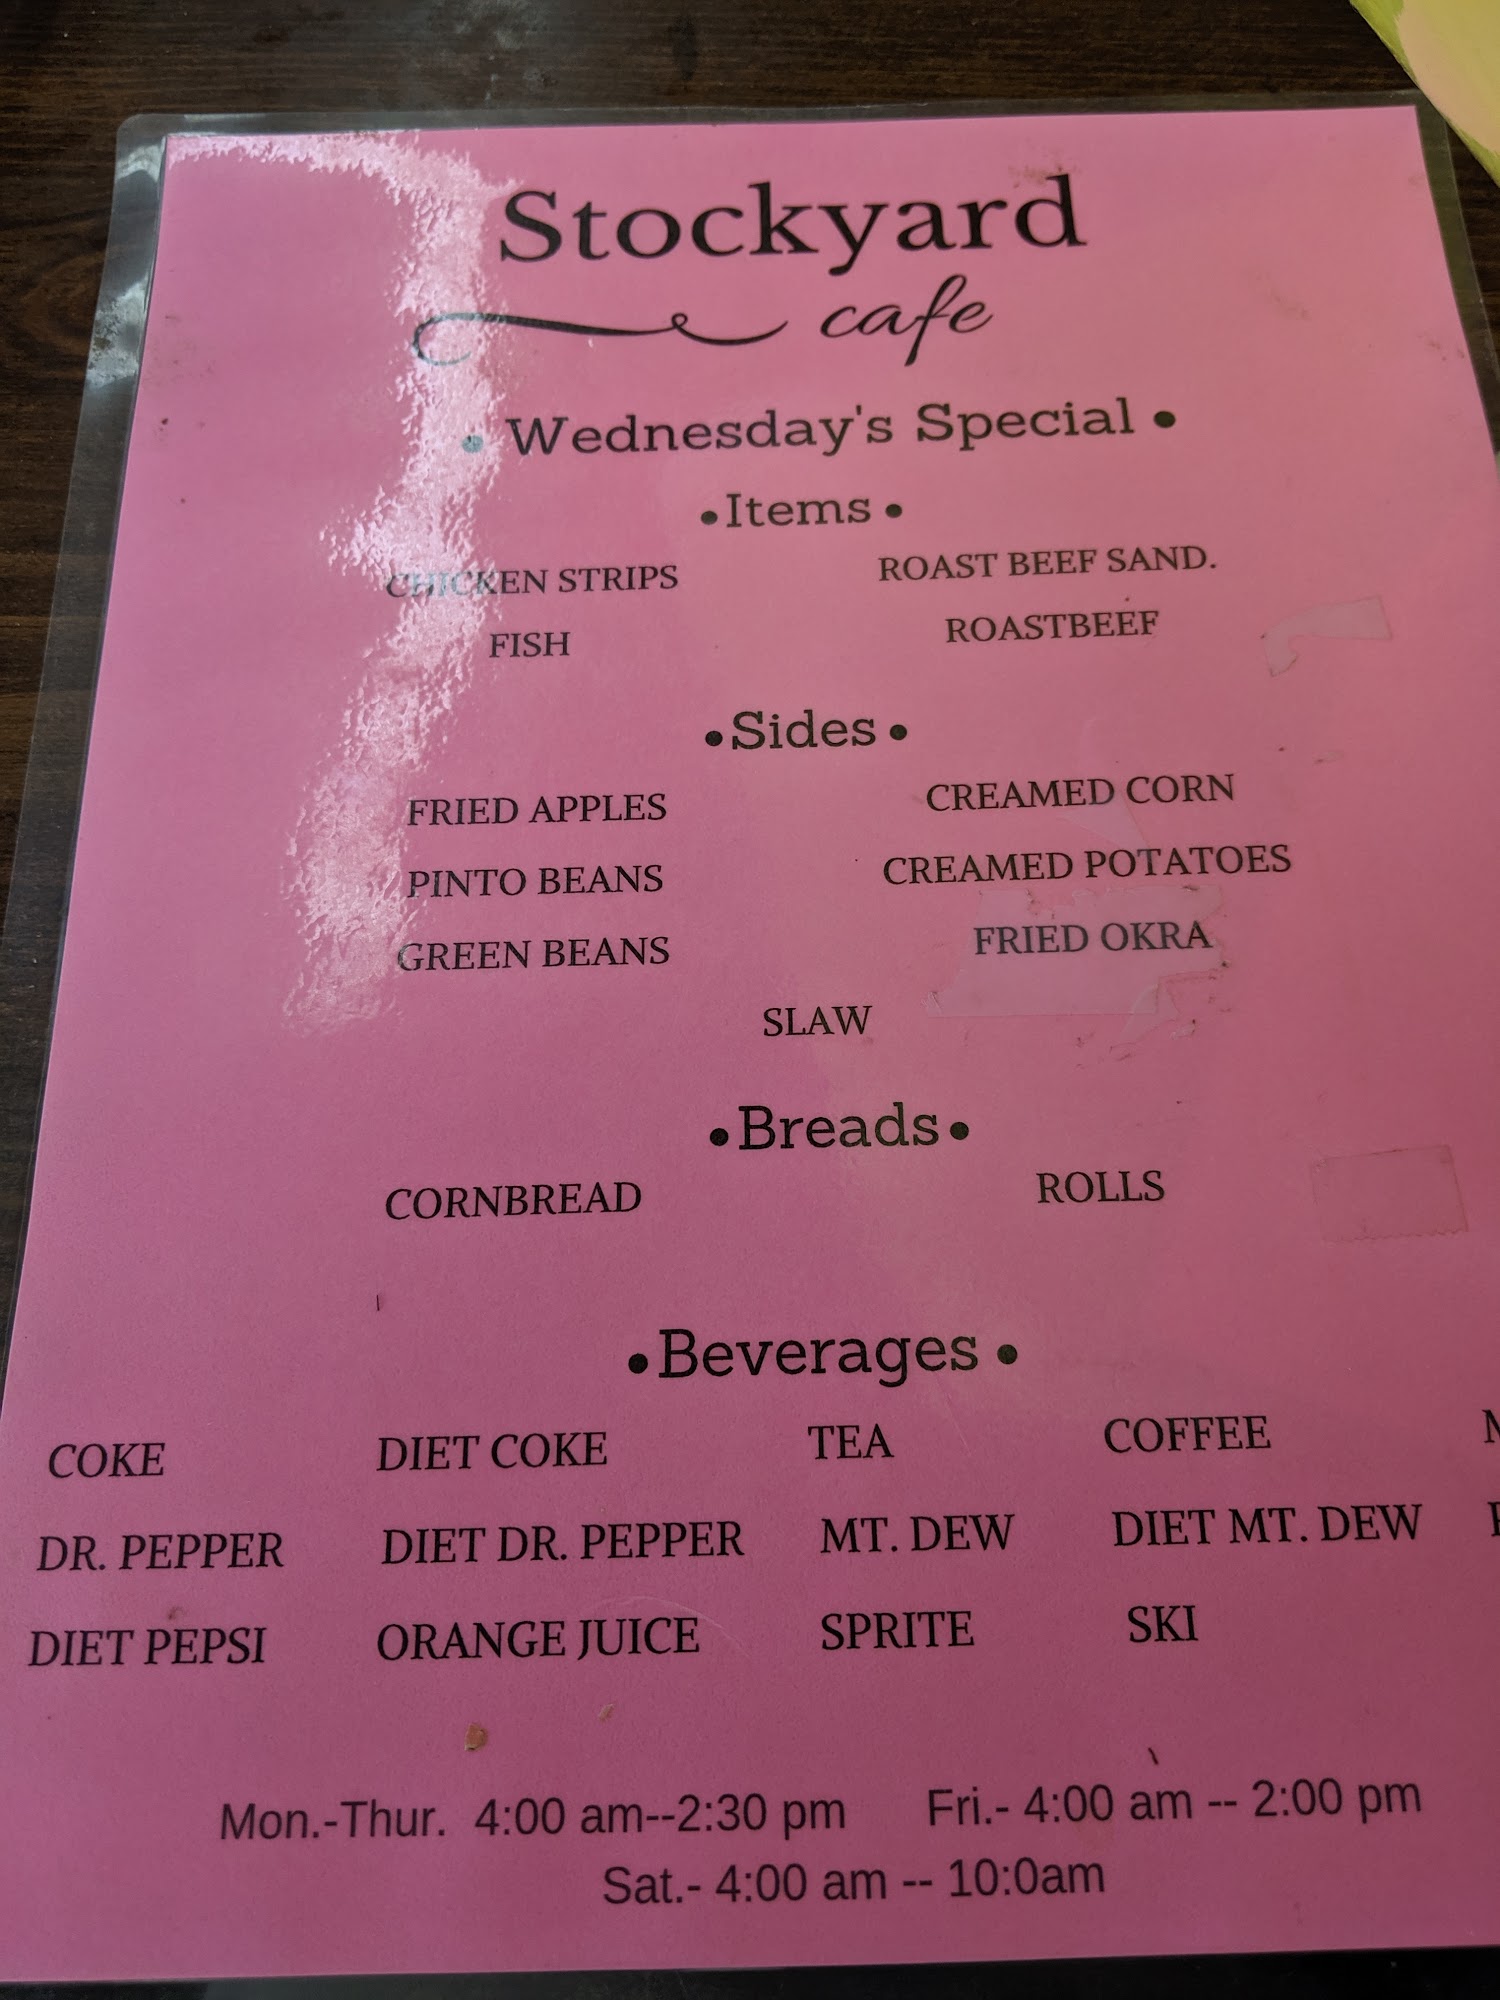 Stockyard
cafe
• Wednesday's Special •
•Items •
CHICKEN STRIPS ROAST BEEF SAND.
FISH ROASTBEEF
•Sides •
FRIED APPLES CREAMED CORN
PINTO BEANS CREAMED POTATOES
GREEN BEANS FRIED OKRA
SLAW
•Breads•
CORNBREAD ROLLS
•Beverages •
COKE DIET COKE TEA COFFEE
DR. PEPPER DIET DR. PEPPER MT. DEW DIET MT. DEW
DIET PEPSI ORANGE JUICE SPRITE SKI
Mon.-Thur. 4:00 am--2:30 pm Fri.- 4:00 am -- 2:00 pm
Sat.- 4:00 am -- 10:0am